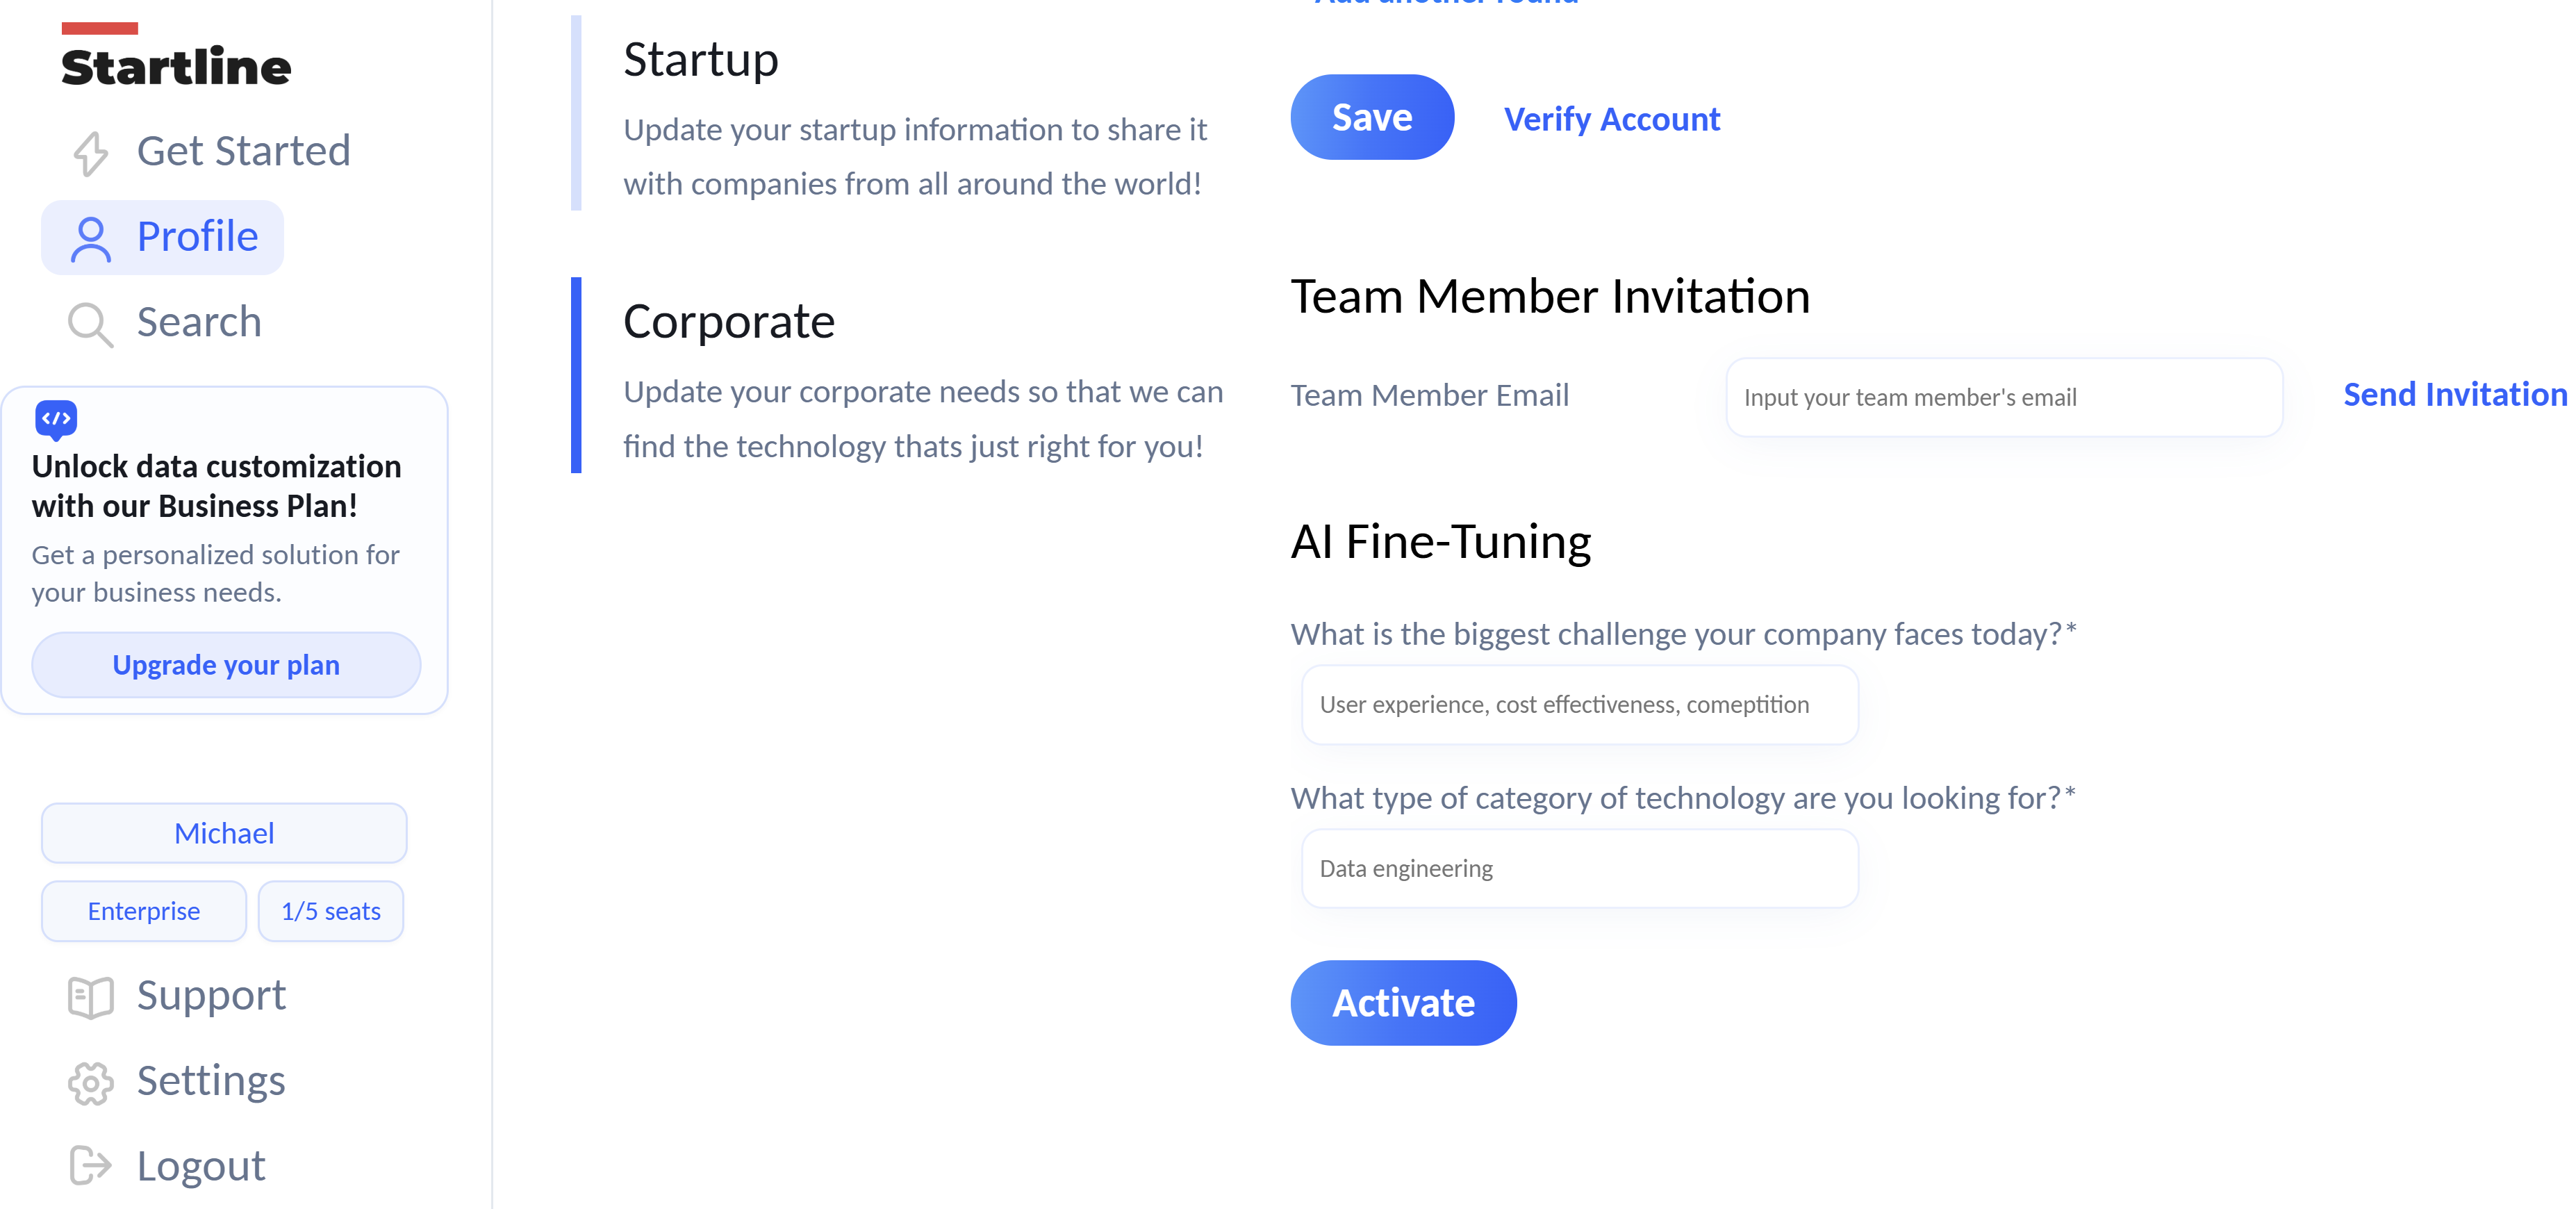 Startline
Get Started
Profile
Search
Unlock data customization
with our Business Plan!
Get a personalized solution for
your business needs.
Upgrade your plan
Michael
Enterprise
1/5 seats
Support
Settings
Logout
Startup
Update your startup information to share it
with companies from all around the world!
Corporate
Update your corporate needs so that we can
find the technology thats just right for you!
Add another round
Save
Verify Account
Team Member Invitation
Team Member Email
Input your team member's email
Send Invitation
AI Fine-Tuning
What is the biggest challenge your company faces today?*
User experience, cost effectiveness, comeptition
What type of category of technology are you looking for?*
Data engineering
Activate